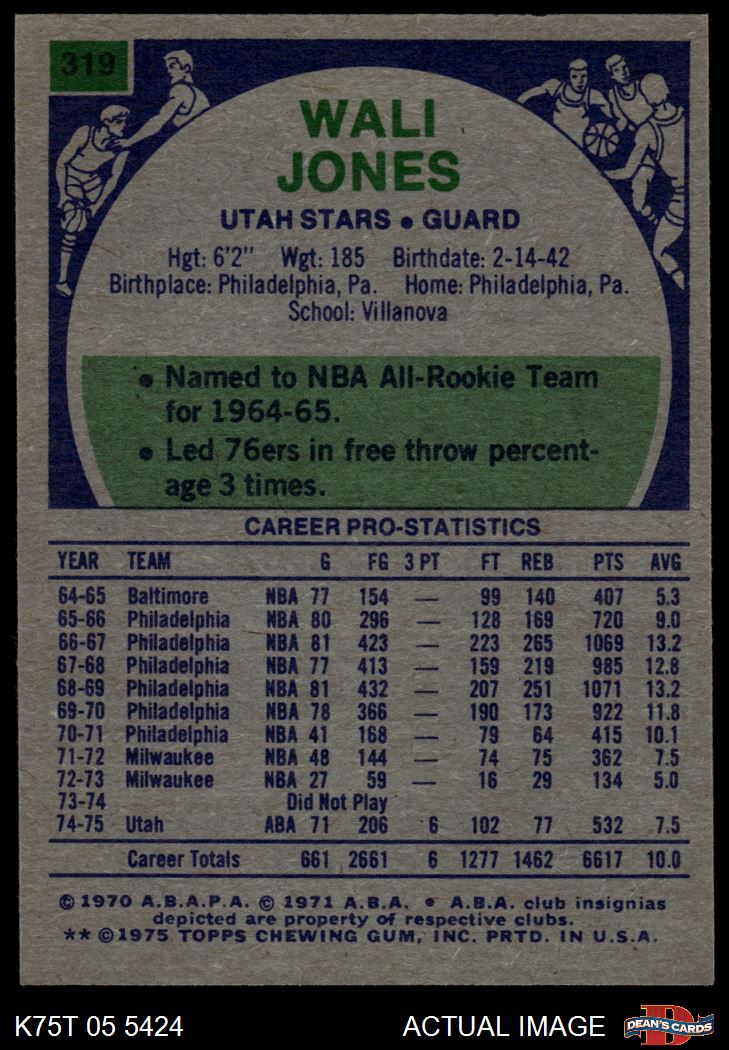 319
WALI
JONES
UTAH STARS • GUARD
Hgt: 6'2" Wgt: 185 Birthdate: 2-14-42
Birthplace: Philadelphia, Pa. Home: Philadelphia, Pa.
School: Villanova
• Named to NBA All-Rookie Team
for 1964-65.
• Led 76ers in free throw percent-
age 3 times.
CAREER PRO-STATISTICS
YEAR TEAM G FG 3 PT FT REB PTS AVG
64-65 Baltimore NBA 77 154 — 99 140 407 5.3
65-66 Philadelphia NBA 80 296 — 128 169 720 9.0
66-67 Philadelphia NBA 81 423 — 223 265 1069 13.2
67-68 Philadelphia NBA 77 413 — 159 219 985 12.8
68-69 Philadelphia NBA 81 432 — 207 251 1071 13.2
69-70 Philadelphia NBA 78 366 — 190 173 922 11.8
70-71 Philadelphia NBA 41 168 — 79 64 415 10.1
71-72 Milwaukee NBA 48 144 — 74 75 362 7.5
72-73 Milwaukee NBA 27 59 — 16 29 134 5.0
73-74 Did Not Play
74-75 Utah ABA 71 206 6 102 77 532 7.5
Career Totals 661 2661 6 1277 1462 6617 10.0
© 1970 A.B.A.P.A. © 1971 A.B.A. • A.B.A. club insignias
depicted are property of respective clubs.
** © 1975 TOPPS CHEWING GUM, INC. PRTD. IN U.S.A.
K75T 05 5424 ACTUAL IMAGE
D
DEAN'S CARDS